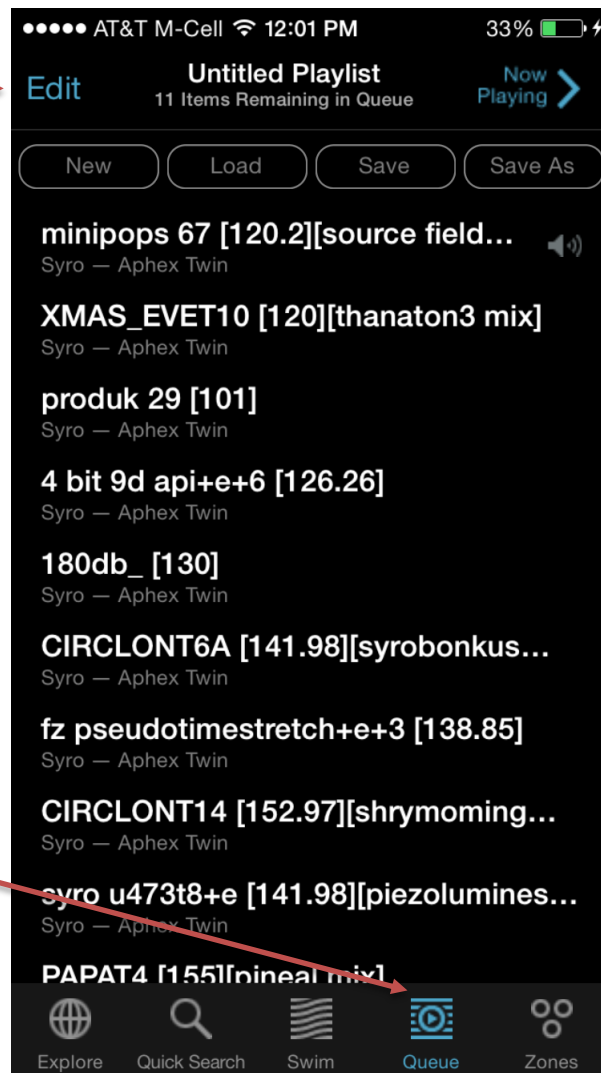 AT&T M-Cell 12:01 PM 33%
Edit
Untitled Playlist
11 Items Remaining in Queue
Now
Playing
New Load Save Save As
minipops 67 [120.2][source field…
Syro — Aphex Twin
XMAS_EVET10 [120][thanaton3 mix]
Syro — Aphex Twin
produk 29 [101]
Syro — Aphex Twin
4 bit 9d api+e+6 [126.26]
Syro — Aphex Twin
180db_ [130]
Syro — Aphex Twin
CIRCLONT6A [141.98][syrobonkus…
Syro — Aphex Twin
fz pseudotimestretch+e+3 [138.85]
Syro — Aphex Twin
CIRCLONT14 [152.97][shrymoming…
Syro — Aphex Twin
syro u473t8+e [141.98][piezolumines…
Syro — Aphex Twin
PAPAT4 [155][pineal mix]
Explore Quick Search Swim Queue Zones